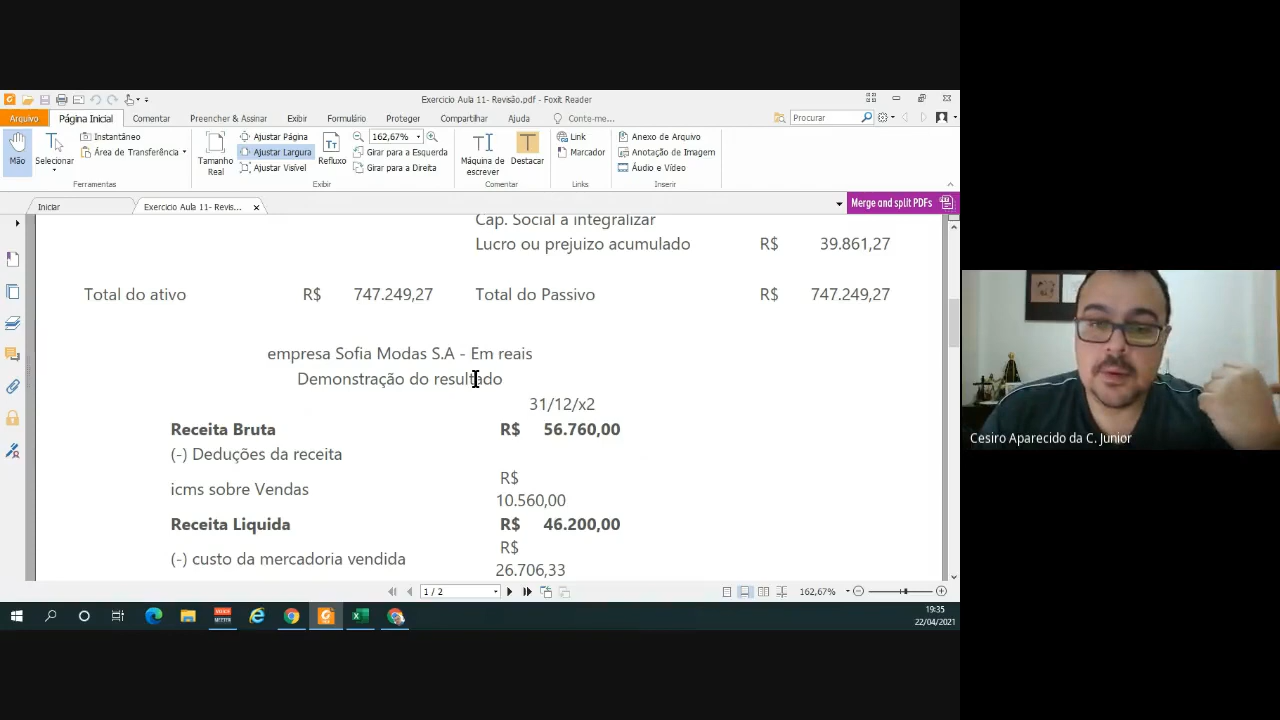 Exercicio Aula 11- Revisão.pdf - Foxit Reader
Arquivo Página Inicial Comentar Preencher & Assinar Exibir Formulário Proteger Compartilhar Ajuda Conte-me... Procurar
Mão
Selecionar
Instantâneo
Área de Transferência
Ferramentas
Tamanho Real
Ajustar Página
Ajustar Largura
Ajustar Visível
Refluxo
162,67%
Girar para a Esquerda
Girar para a Direita
Exibir
Máquina de escrever
Destacar
Comentar
Link
Marcador
Links
Anexo de Arquivo
Anotação de Imagem
Áudio e Vídeo
Inserir
Iniciar Exercicio Aula 11- Revis... Merge and split PDFs
Cap. Social a integralizar
Lucro ou prejuizo acumulado R$ 39.861,27
Total do ativo R$ 747.249,27 Total do Passivo R$ 747.249,27
empresa Sofia Modas S.A - Em reais
Demonstração do resultado
31/12/x2
Receita Bruta R$ 56.760,00
(-) Deduções da receita
icms sobre Vendas R$ 10.560,00
Receita Liquida R$ 46.200,00
(-) custo da mercadoria vendida R$ 26.706,33
Cesiro Aparecido da C. Junior
1 / 2 162,67%
19:35
22/04/2021